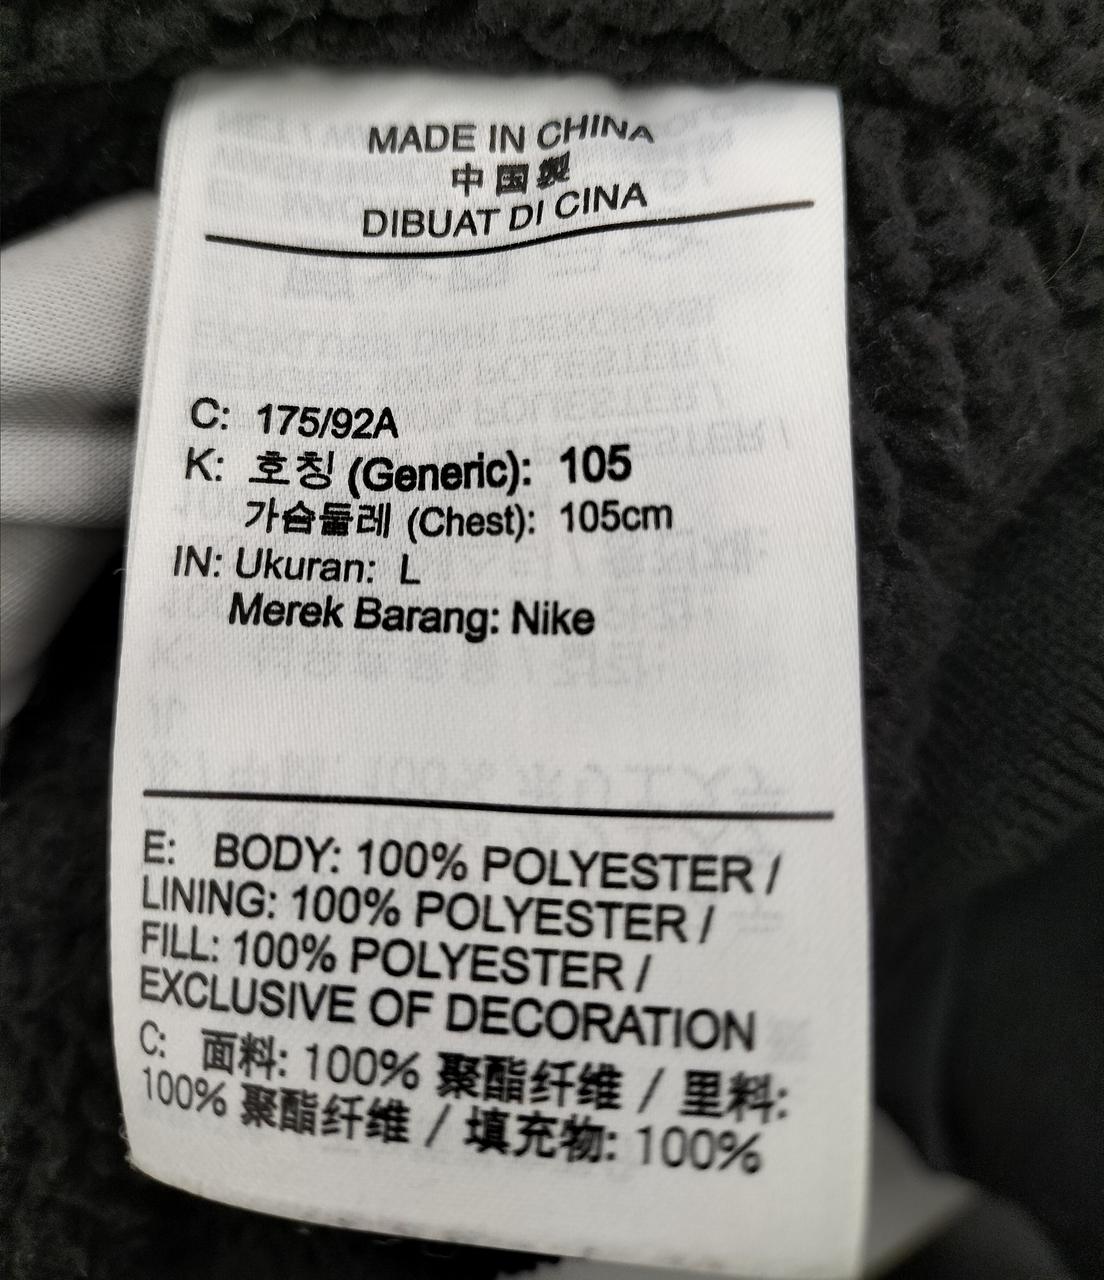 MADE IN CHINA
中国製
DIBUAT DI CINA
C: 175/92A
K: 호칭 (Generic): 105
가슴둘레 (Chest): 105cm
IN: Ukuran: L
Merek Barang: Nike
E: BODY: 100% POLYESTER /
LINING: 100% POLYESTER /
FILL: 100% POLYESTER /
EXCLUSIVE OF DECORATION
C: 面料: 100% 聚酯纤维 / 里料:
100% 聚酯纤维 / 填充物: 100%